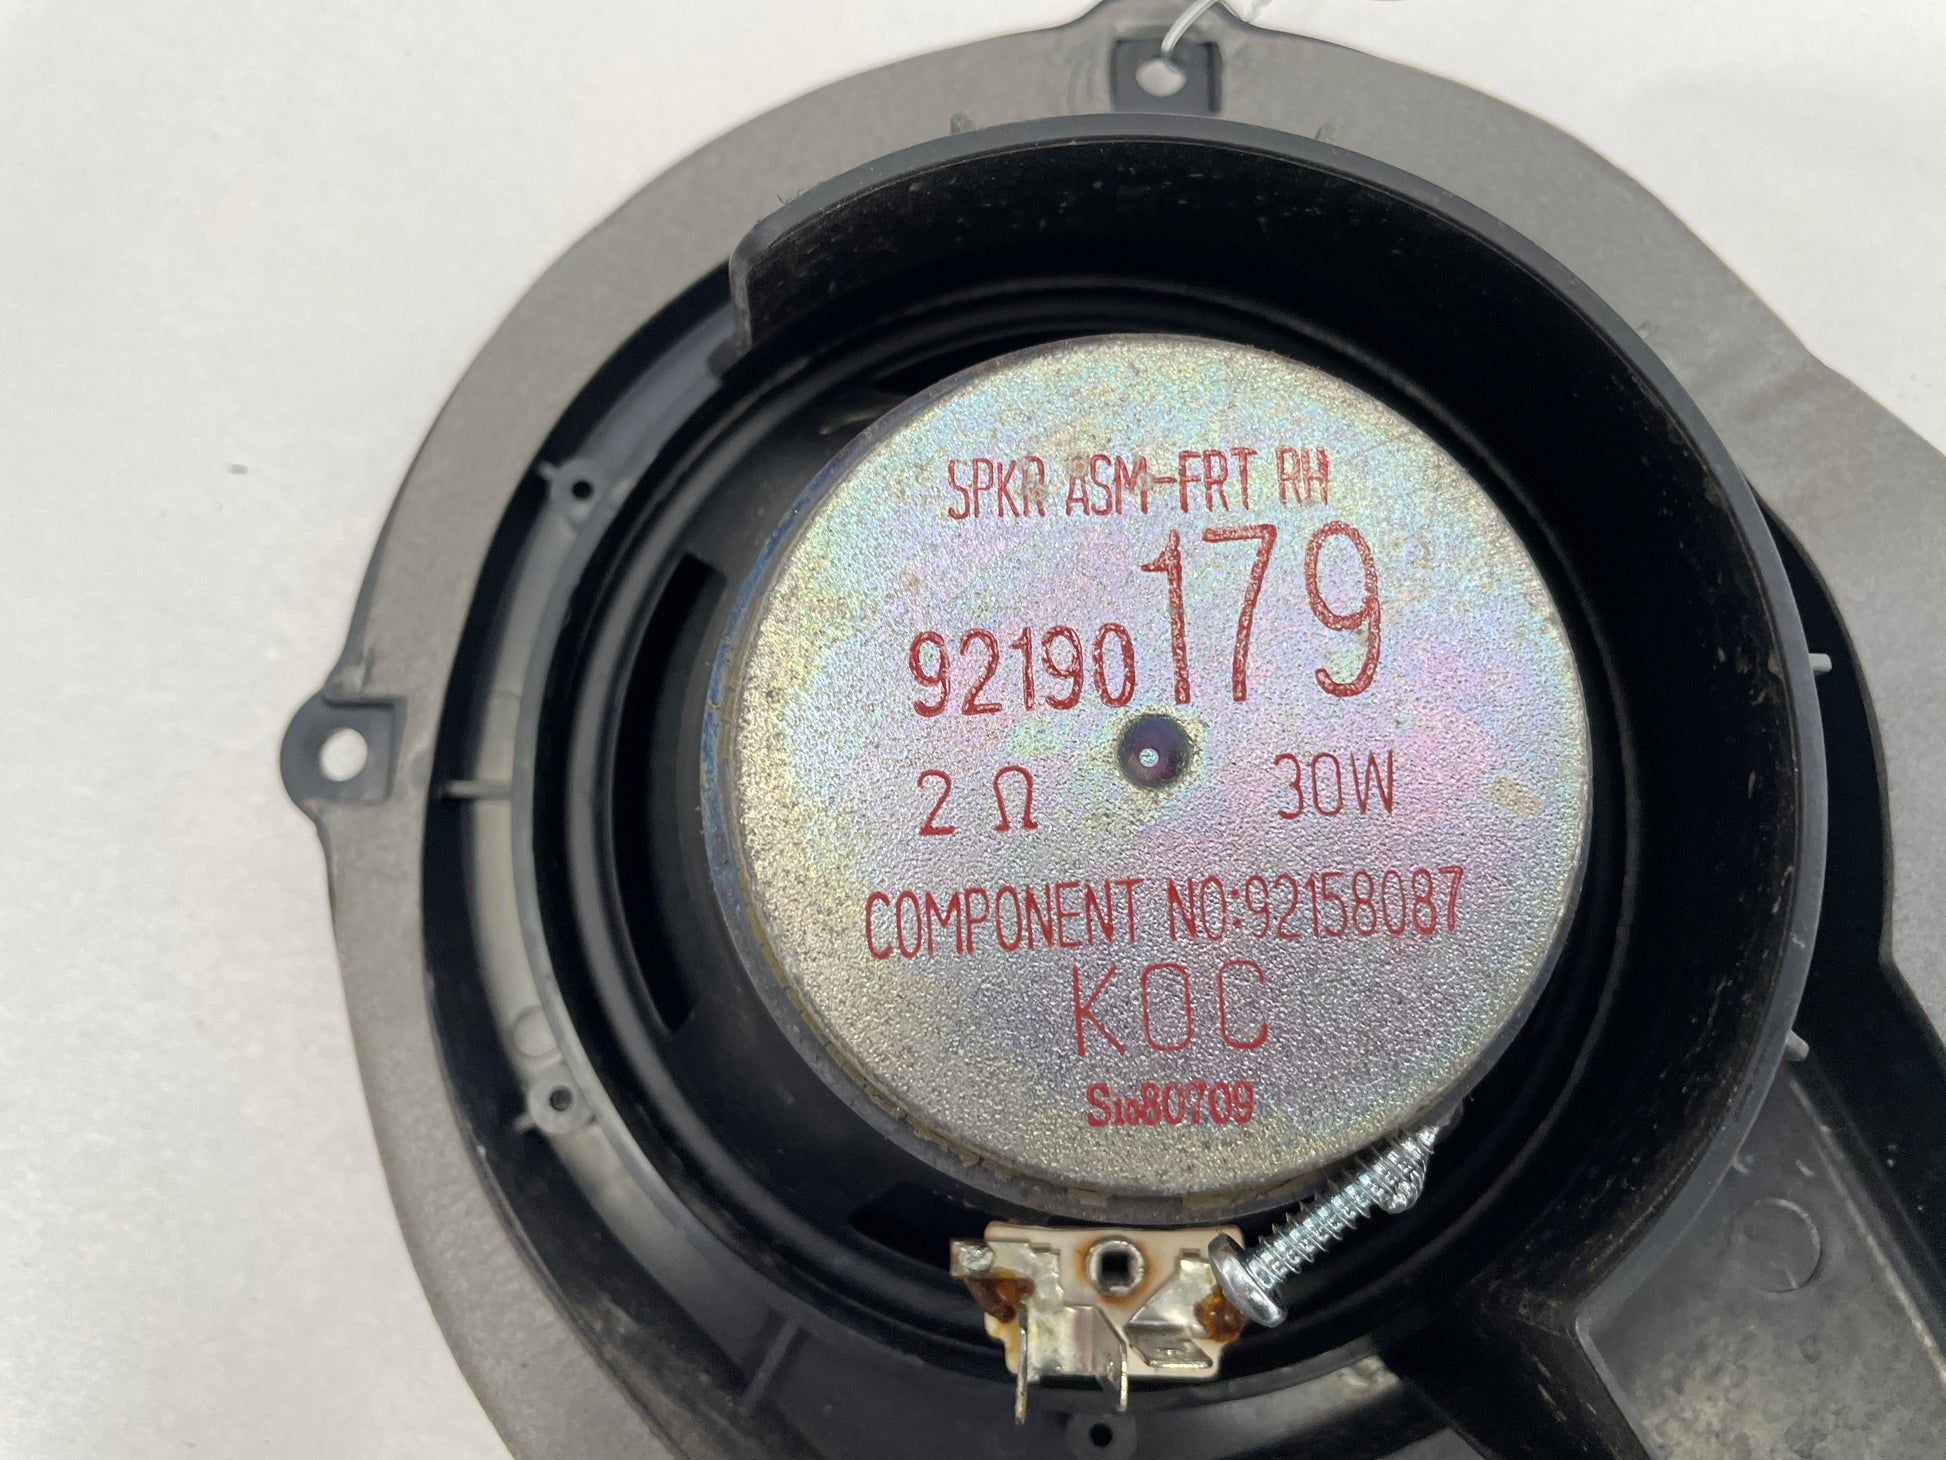 SPKR ASM-FRT RH
92190179
2 Ω 30W
COMPONENT NO:92158087
KOC
S1080709